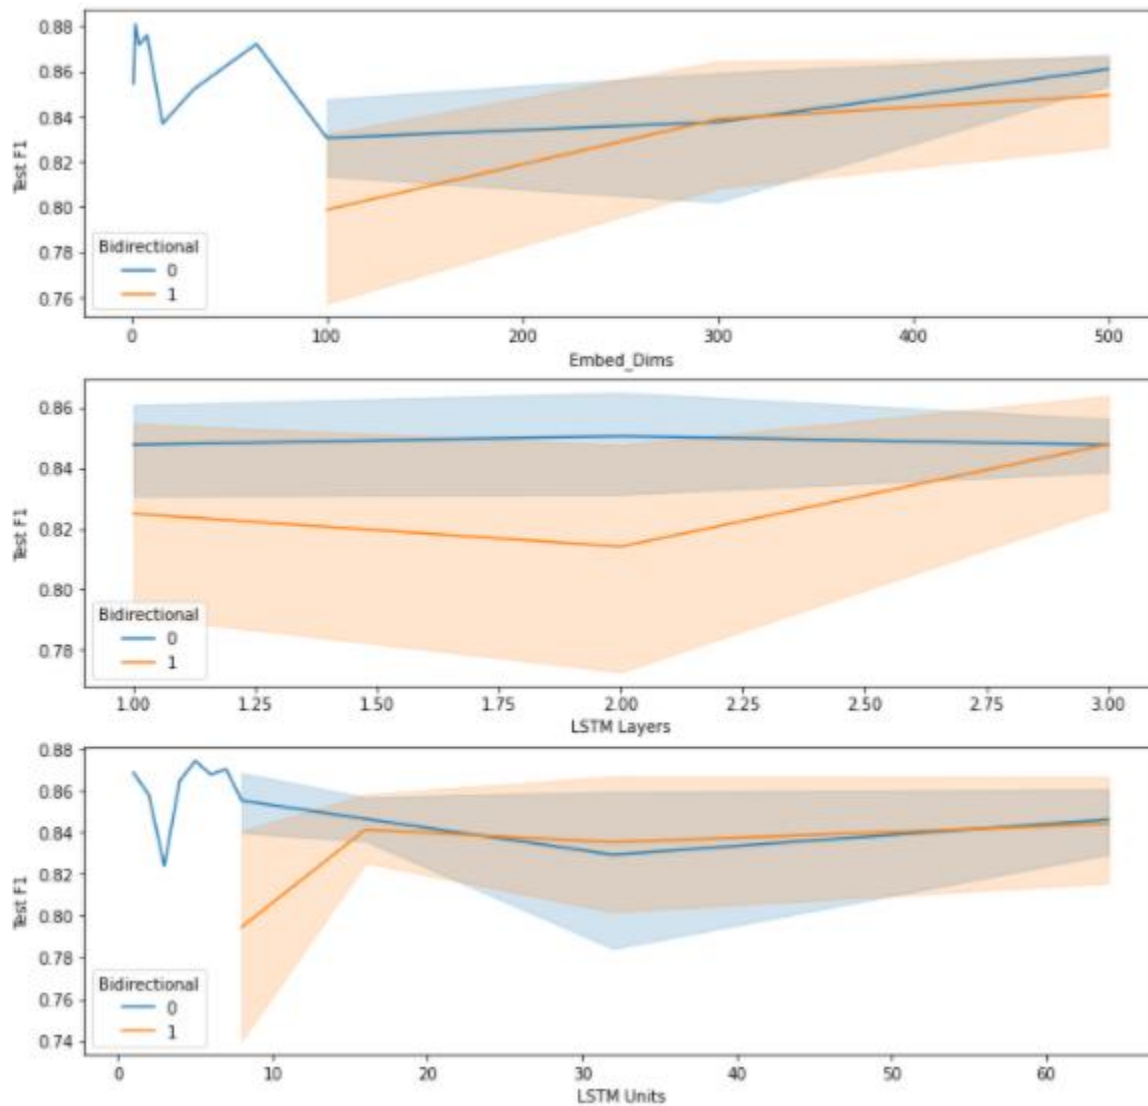 0.88
0.86
0.84
0.82
0.80
0.78
0.76
Test F1
Bidirectional
0
1
0 100 200 300 400 500
Embed_Dims
0.86
0.84
0.82
0.80
0.78
Test F1
Bidirectional
0
1
1.00 1.25 1.50 1.75 2.00 2.25 2.50 2.75 3.00
LSTM Layers
0.88
0.86
0.84
0.82
0.80
0.78
0.76
0.74
Test F1
Bidirectional
0
1
0 10 20 30 40 50 60
LSTM Units